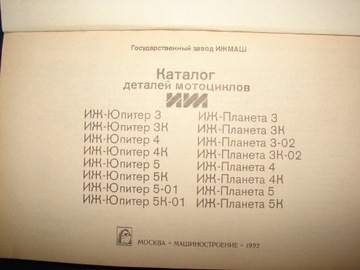 Государственный завод ИЖМАШ
Каталог
деталей мотоциклов
ИЖ
ИЖ-Юпитер 3
ИЖ-Юпитер 3К
ИЖ-Юпитер 4
ИЖ-Юпитер 4К
ИЖ-Юпитер 5
ИЖ-Юпитер 5К
ИЖ-Юпитер 5-01
ИЖ-Юпитер 5К-01
ИЖ-Планета 3
ИЖ-Планета 3К
ИЖ-Планета 3-02
ИЖ-Планета 3К-02
ИЖ-Планета 4
ИЖ-Планета 4К
ИЖ-Планета 5
ИЖ-Планета 5К
МОСКВА • МАШИНОСТРОЕНИЕ • 1992